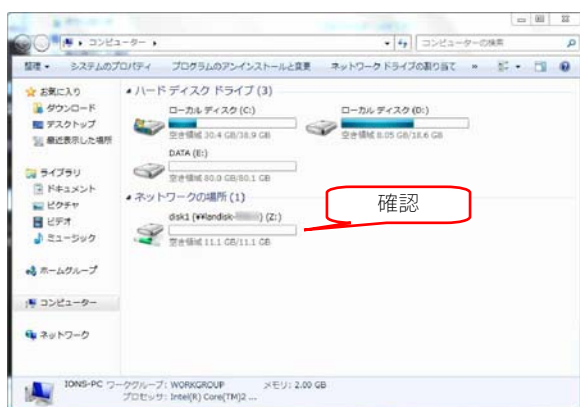 コンピューター
コンピューターの検索
整理
システムのプロパティ
プログラムのアンインストールと変更
ネットワーク ドライブの割り当て
»
お気に入り
ダウンロード
デスクトップ
最近表示した場所
ライブラリ
ドキュメント
ピクチャ
ビデオ
ミュージック
ホームグループ
コンピューター
ネットワーク
ハード ディスク ドライブ (3)
ローカル ディスク (C:)
空き領域 30.4 GB/38.9 GB
ローカル ディスク (D:)
空き領域 8.05 GB/18.6 GB
DATA (E:)
空き領域 80.0 GB/80.1 GB
ネットワークの場所 (1)
disk1 (¥¥landisk- ) (Z:)
空き領域 11.1 GB/11.1 GB
確認
IONS-PC ワークグループ: WORKGROUP メモリ: 2.00 GB
プロセッサ: Intel(R) Core(TM)2 ...